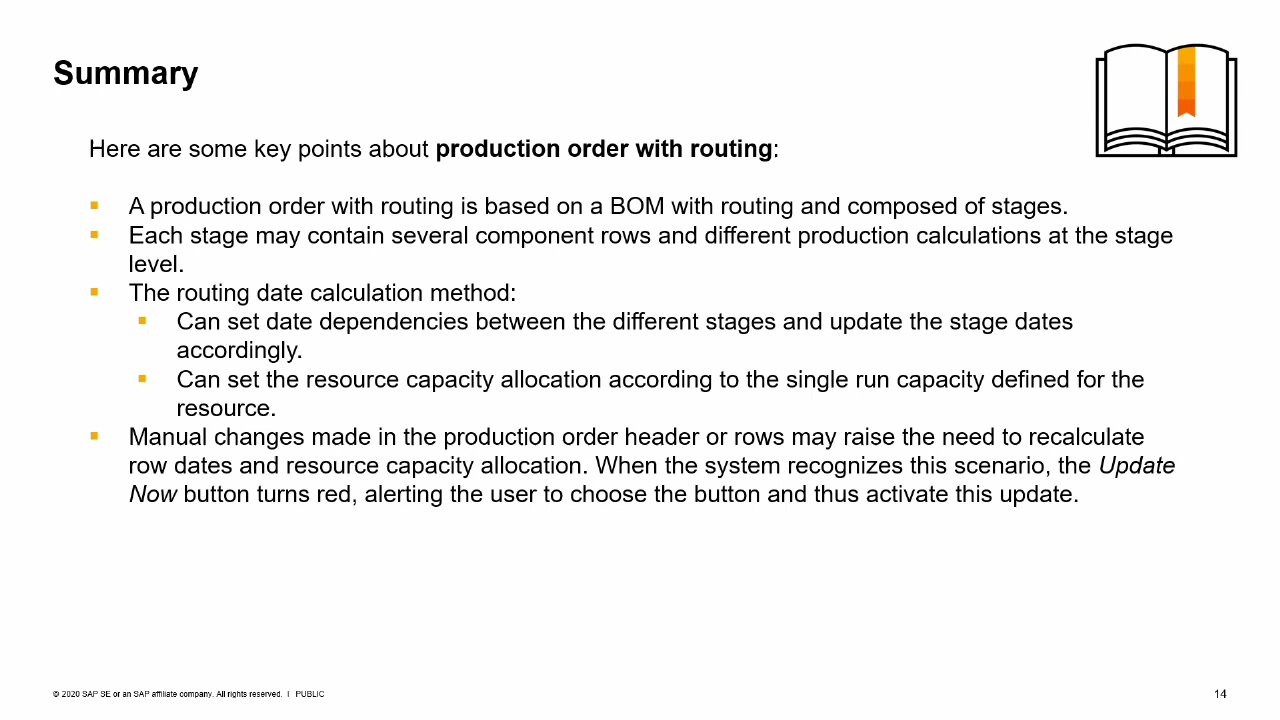 Summary
Here are some key points about production order with routing:
▪ A production order with routing is based on a BOM with routing and composed of stages.
▪ Each stage may contain several component rows and different production calculations at the stage
level.
▪ The routing date calculation method:
▪ Can set date dependencies between the different stages and update the stage dates
accordingly.
▪ Can set the resource capacity allocation according to the single run capacity defined for the
resource.
▪ Manual changes made in the production order header or rows may raise the need to recalculate
row dates and resource capacity allocation. When the system recognizes this scenario, the Update
Now button turns red, alerting the user to choose the button and thus activate this update.
© 2020 SAP SE or an SAP affiliate company. All rights reserved. I PUBLIC
14